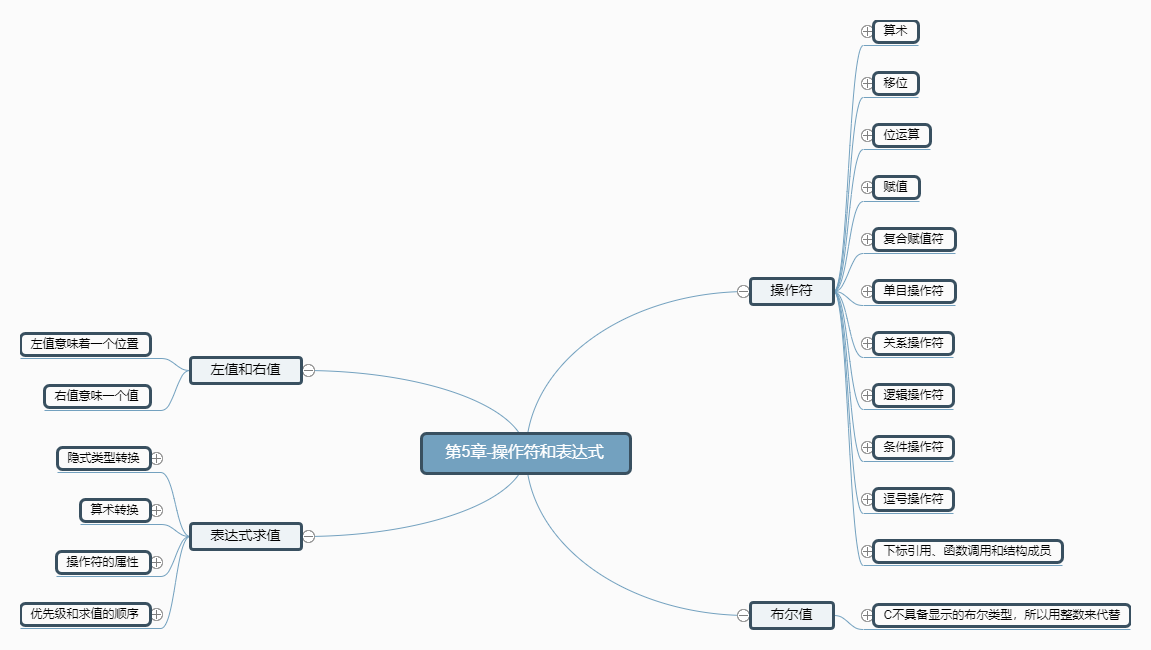 第5章-操作符和表达式
操作符
算术
移位
位运算
赋值
复合赋值符
单目操作符
关系操作符
逻辑操作符
条件操作符
逗号操作符
下标引用、函数调用和结构成员
布尔值
C不具备显示的布尔类型，所以用整数来代替
左值和右值
左值意味着一个位置
右值意味一个值
表达式求值
隐式类型转换
算术转换
操作符的属性
优先级和求值的顺序